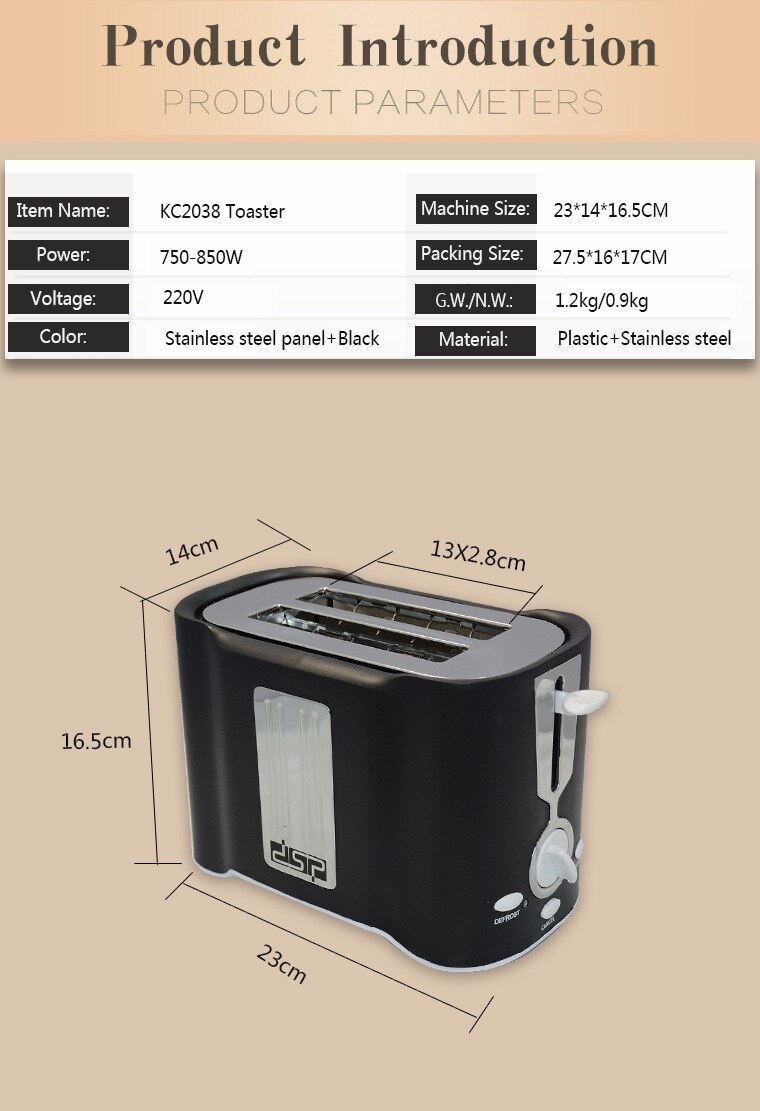 Product Introduction
PRODUCT PARAMETERS
Item Name: KC2038 Toaster Machine Size: 23*14*16.5CM
Power: 750-850W Packing Size: 27.5*16*17CM
Voltage: 220V G.W./N.W.: 1.2kg/0.9kg
Color: Stainless steel panel+Black Material: Plastic+Stainless steel
14cm
13X2.8cm
16.5cm
dsp
DEFROST
CANCEL
23cm